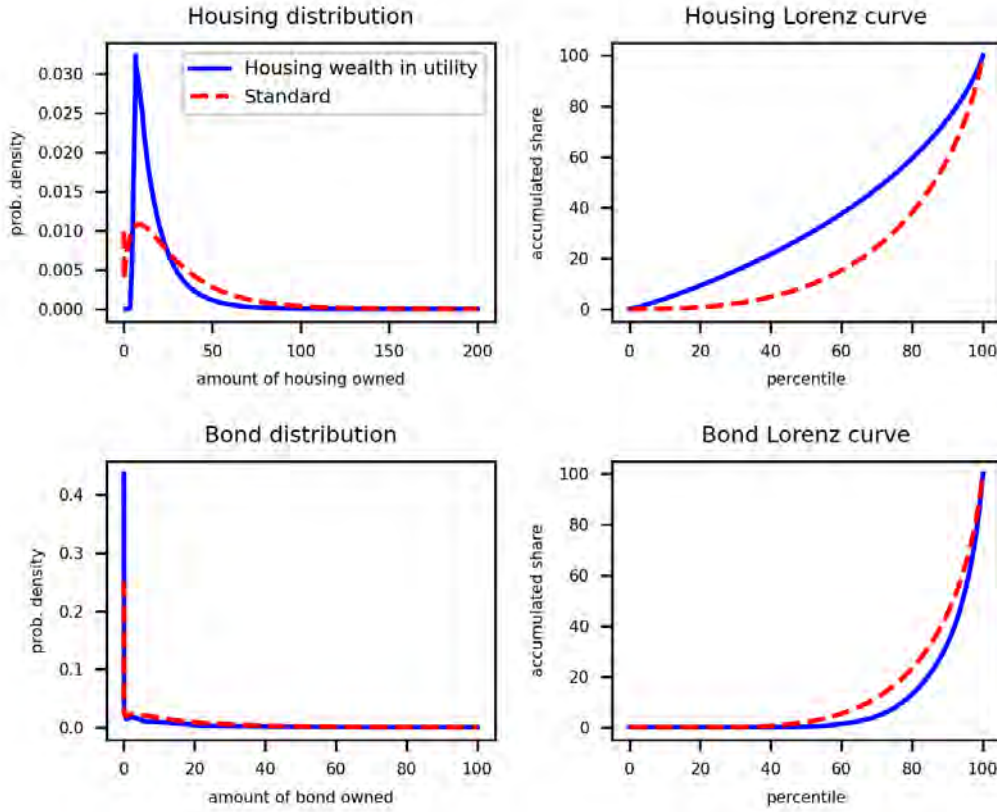 Housing distribution
prob. density
0.030
0.025
0.020
0.015
0.010
0.005
0.000
Housing wealth in utility
Standard
0 50 100 150 200
amount of housing owned
Housing Lorenz curve
accumulated share
100
80
60
40
20
0
0 20 40 60 80 100
percentile
Bond distribution
prob. density
0.4
0.3
0.2
0.1
0.0
0 20 40 60 80 100
amount of bond owned
Bond Lorenz curve
accumulated share
100
80
60
40
20
0
0 20 40 60 80 100
percentile